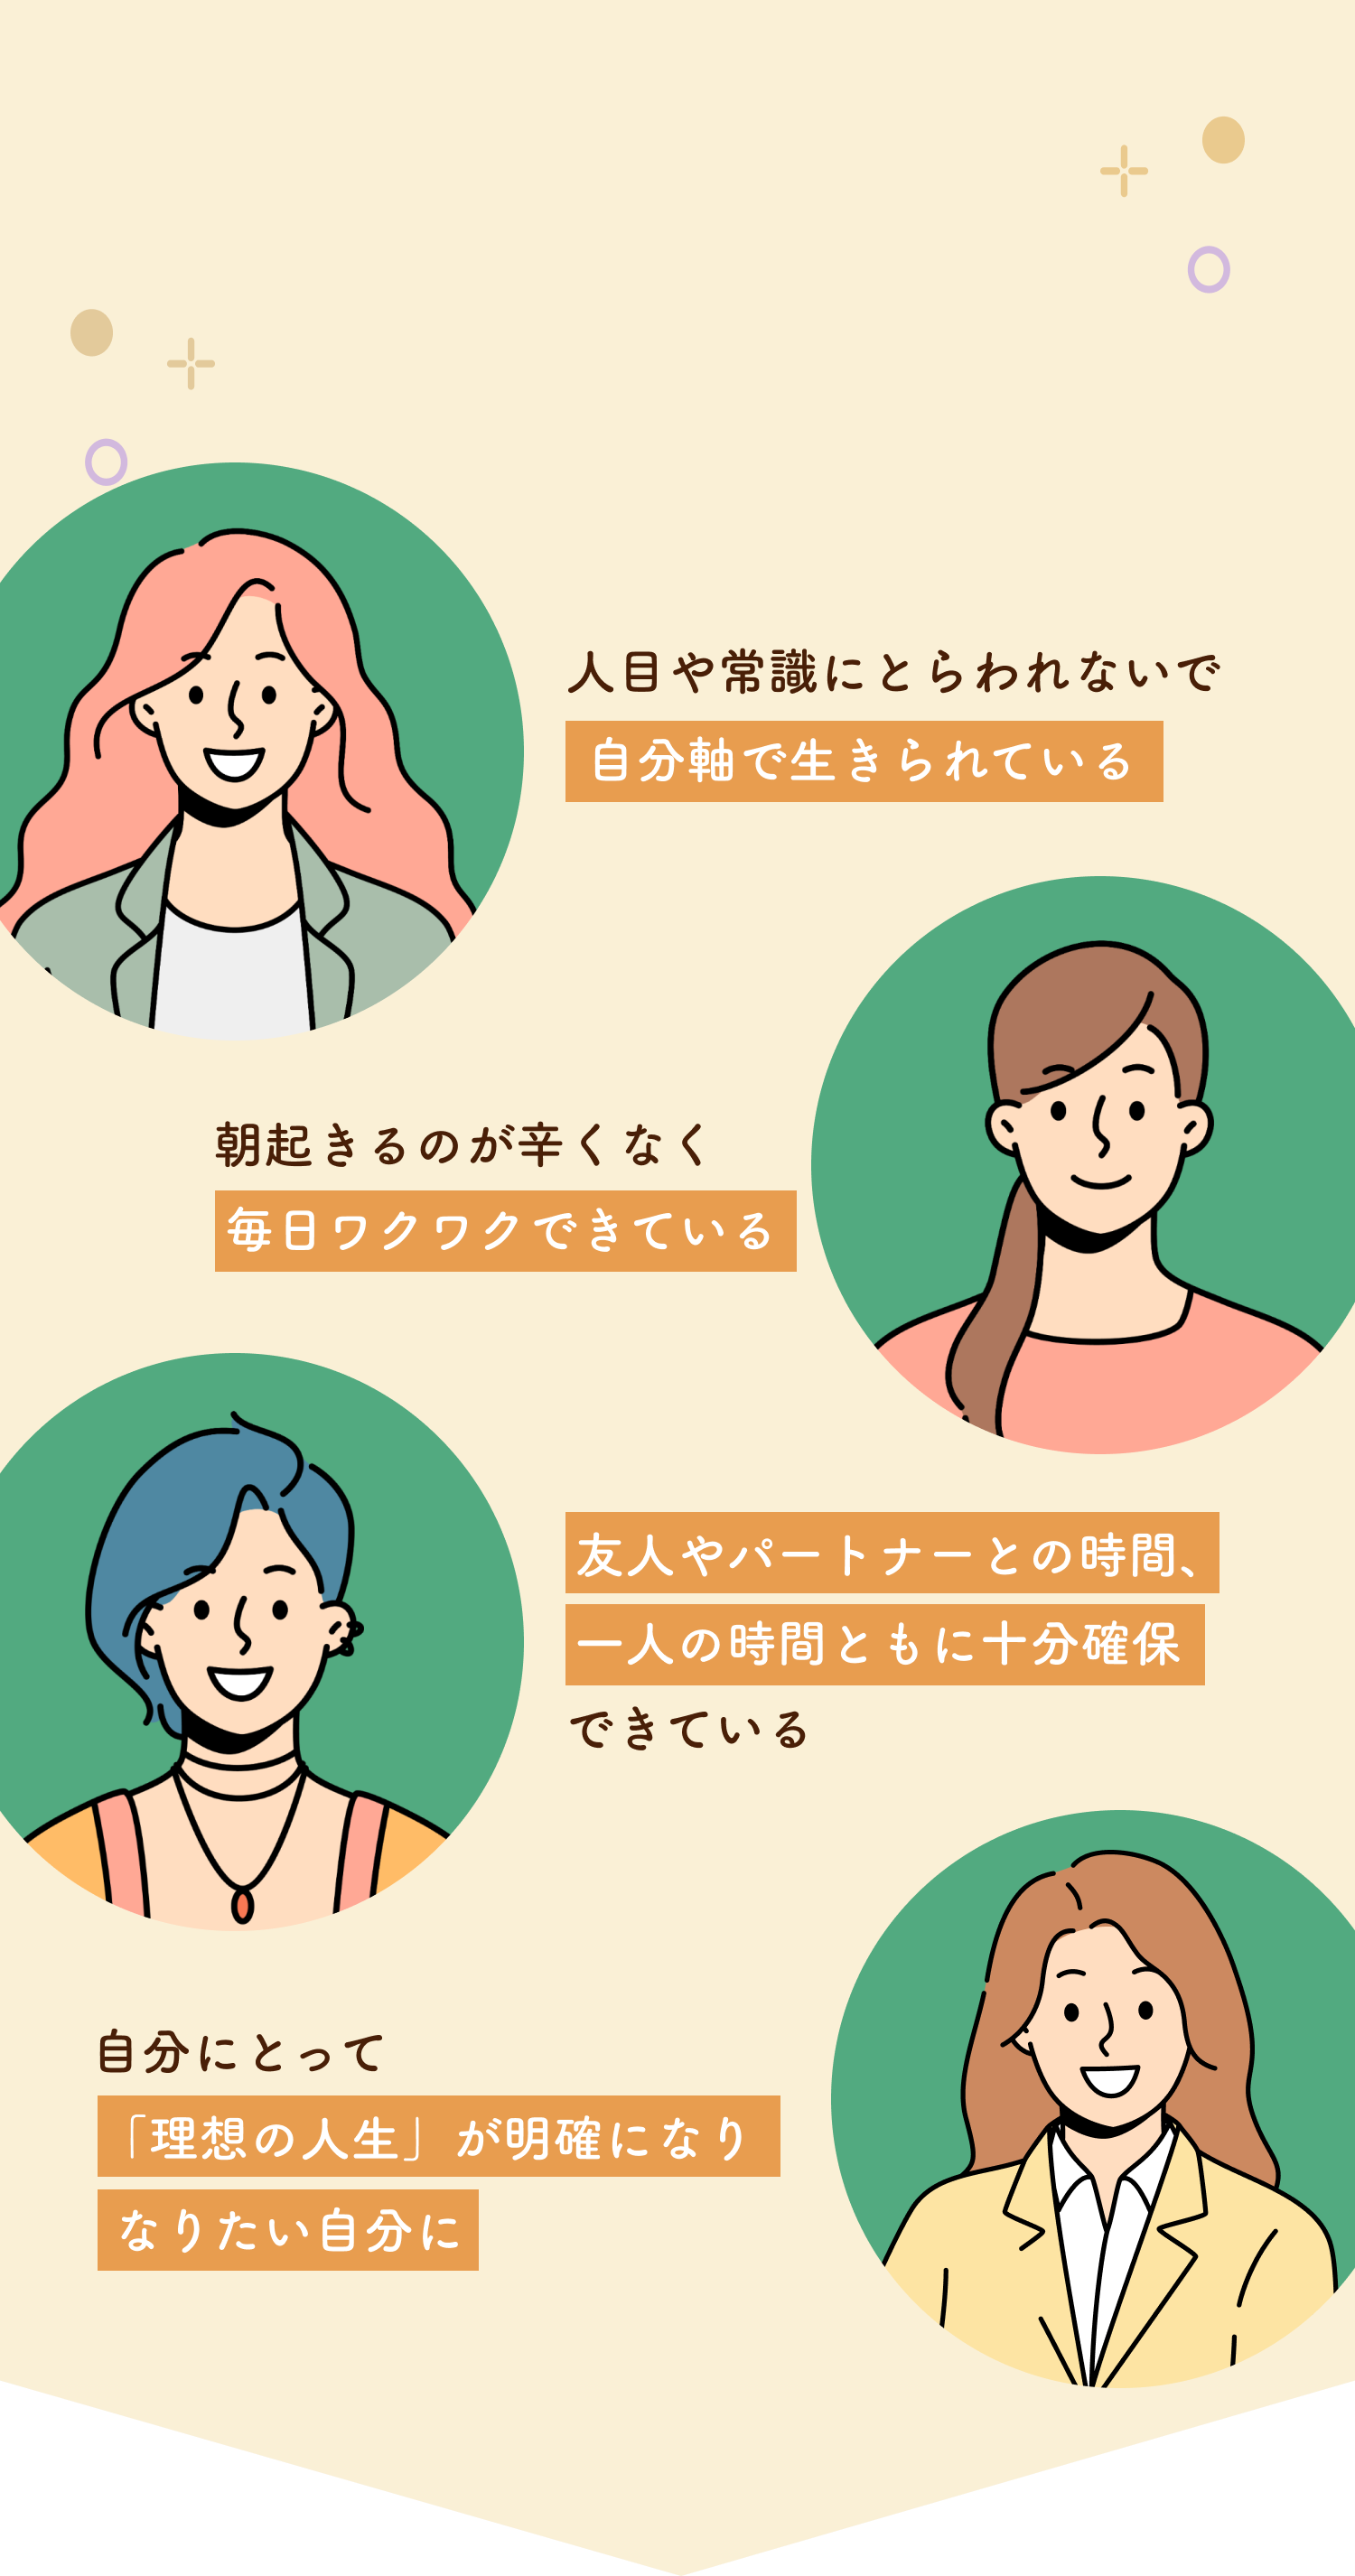 人目や常識にとらわれないで
自分軸で生きられている
朝起きるのが辛くなく
毎日ワクワクできている
友人やパートナーとの時間、
一人の時間ともに十分確保
できている
自分にとって
「理想の人生」が明確になり
なりたい自分に